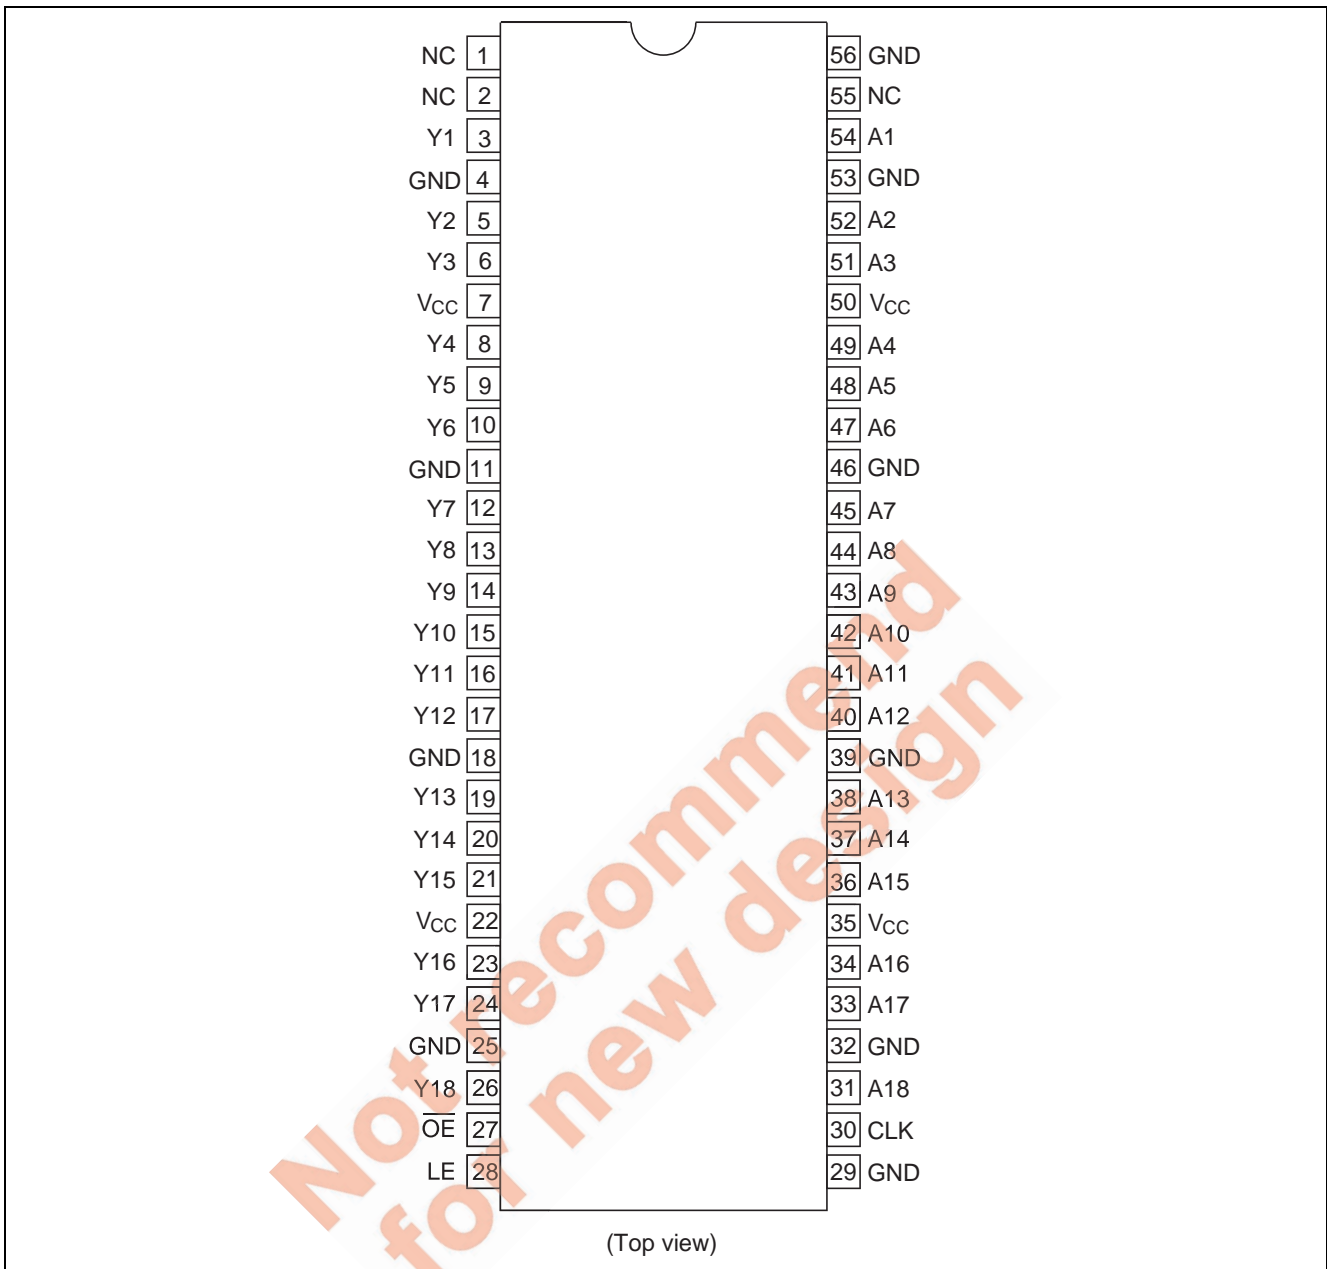 NC 1 56 GND
NC 2 55 NC
Y1 3 54 A1
GND 4 53 GND
Y2 5 52 A2
Y3 6 51 A3
VCC 7 50 VCC
Y4 8 49 A4
Y5 9 48 A5
Y6 10 47 A6
GND 11 46 GND
Y7 12 45 A7
Y8 13 44 A8
Y9 14 43 A9
Y10 15 42 A10
Y11 16 41 A11
Y12 17 40 A12
GND 18 39 GND
Y13 19 38 A13
Y14 20 37 A14
Y15 21 36 A15
VCC 22 35 VCC
Y16 23 34 A16
Y17 24 33 A17
GND 25 32 GND
Y18 26 31 A18
O̅E̅ 27 30 CLK
LE 28 29 GND
(Top view)
Not recommend
for new design